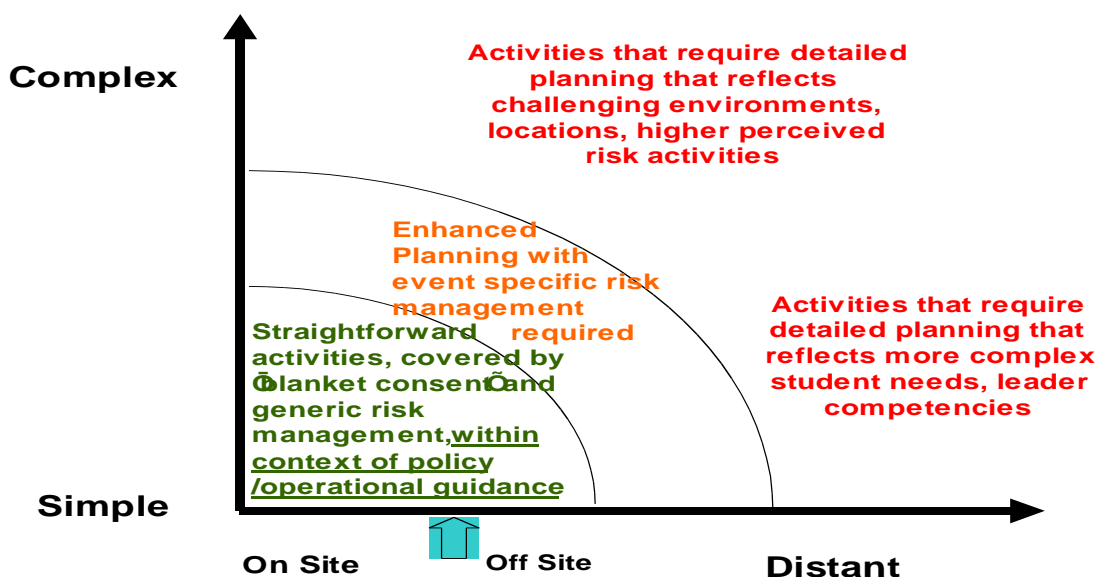 Complex
Activities that require detailed
planning that reflects
challenging environments,
locations, higher perceived
risk activities
Enhanced
Planning with
event specific risk
management
required
Straightforward
activities, covered by
Ôblanket consentÕ and
generic risk
management, within
context of policy
/operational guidance
Activities that require
detailed planning that
reflects more complex
student needs, leader
competencies
Simple
On Site
Off Site
Distant